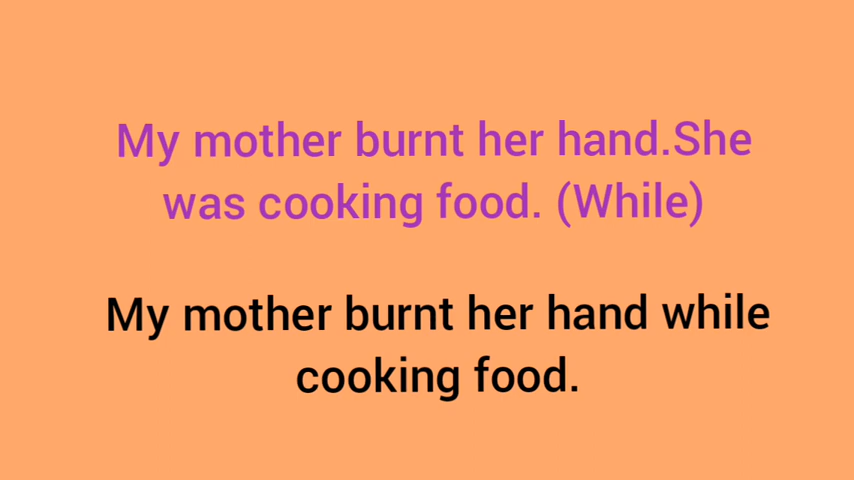 My mother burnt her hand.She
was cooking food. (While)
My mother burnt her hand while
cooking food.